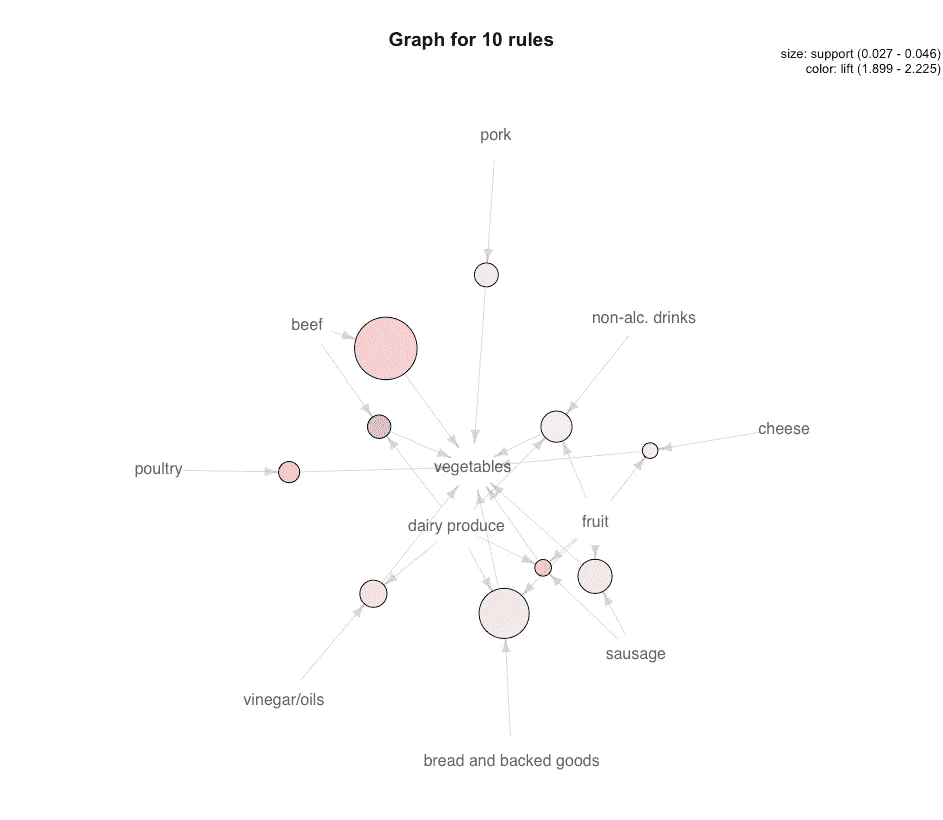 Graph for 10 rules
size: support (0.027 - 0.046)
color: lift (1.899 - 2.225)
pork
non-alc. drinks
beef
cheese
poultry
vegetables
fruit
dairy produce
sausage
vinegar/oils
bread and backed goods